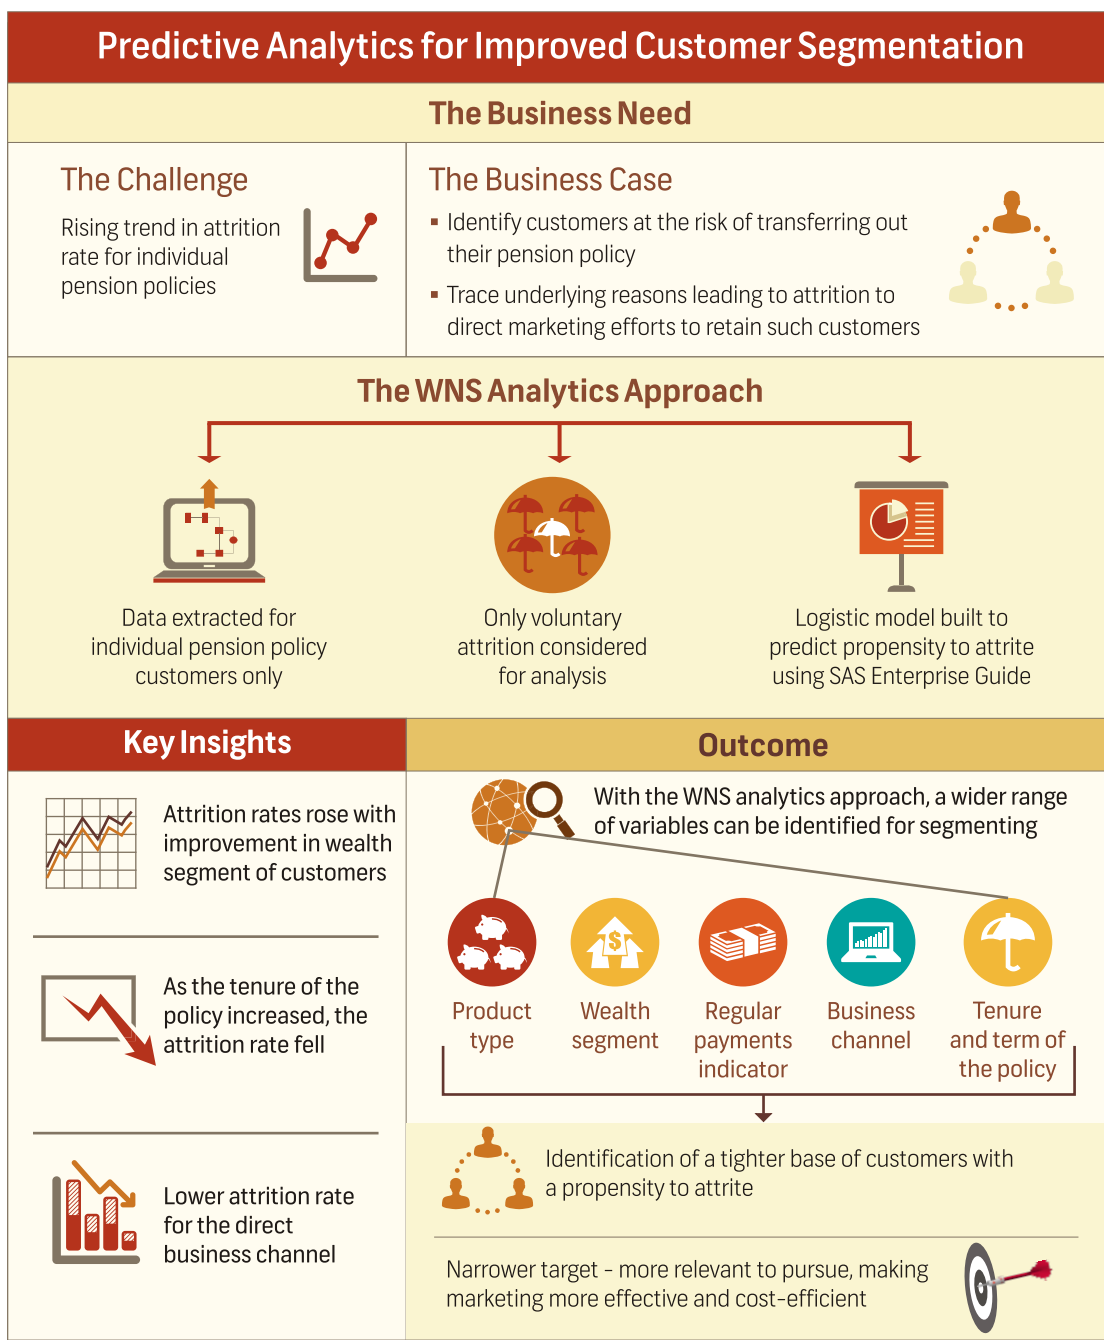 Predictive Analytics for Improved Customer Segmentation
The Business Need
The Challenge
Rising trend in attrition
rate for individual
pension policies
The Business Case
▪ Identify customers at the risk of transferring out
their pension policy
▪ Trace underlying reasons leading to attrition to
direct marketing efforts to retain such customers
The WNS Analytics Approach
Data extracted for
individual pension policy
customers only
Only voluntary
attrition considered
for analysis
Logistic model built to
predict propensity to attrite
using SAS Enterprise Guide
Key Insights
Attrition rates rose with
improvement in wealth
segment of customers
As the tenure of the
policy increased, the
attrition rate fell
Lower attrition rate
for the direct
business channel
Outcome
With the WNS analytics approach, a wider range
of variables can be identified for segmenting
$
Product
type
Wealth
segment
Regular
payments
indicator
Business
channel
Tenure
and term of
the policy
Identification of a tighter base of customers with
a propensity to attrite
Narrower target - more relevant to pursue, making
marketing more effective and cost-efficient